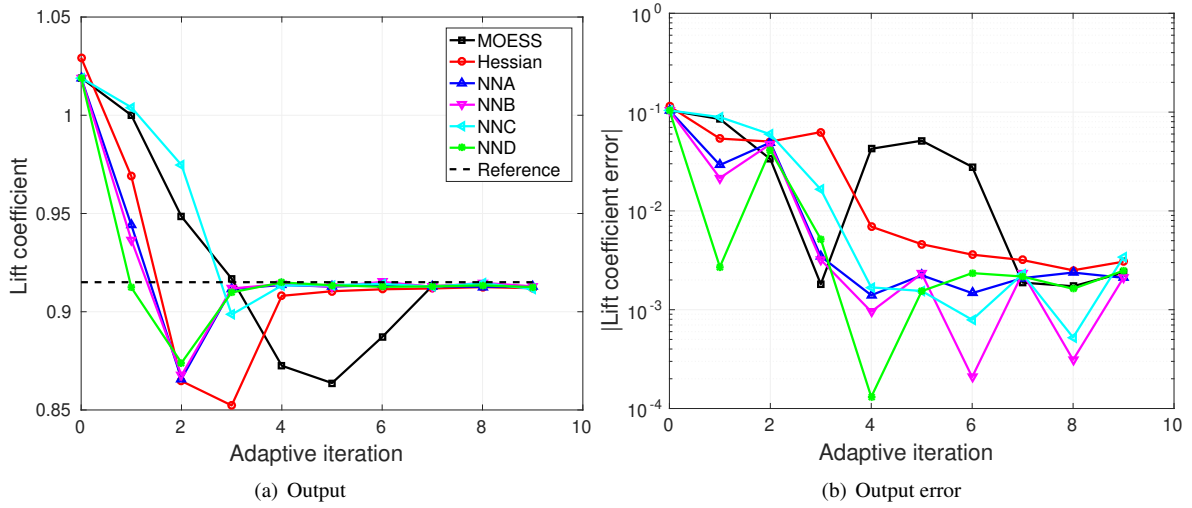 1.05
1
0.95
0.9
0.85
Lift coefficient
0 2 4 6 8 10
Adaptive iteration
MOESS
Hessian
NNA
NNB
NNC
NND
Reference
(a) Output
10^0
10^-1
10^-2
10^-3
10^-4
|Lift coefficient error|
0 2 4 6 8 10
Adaptive iteration
(b) Output error